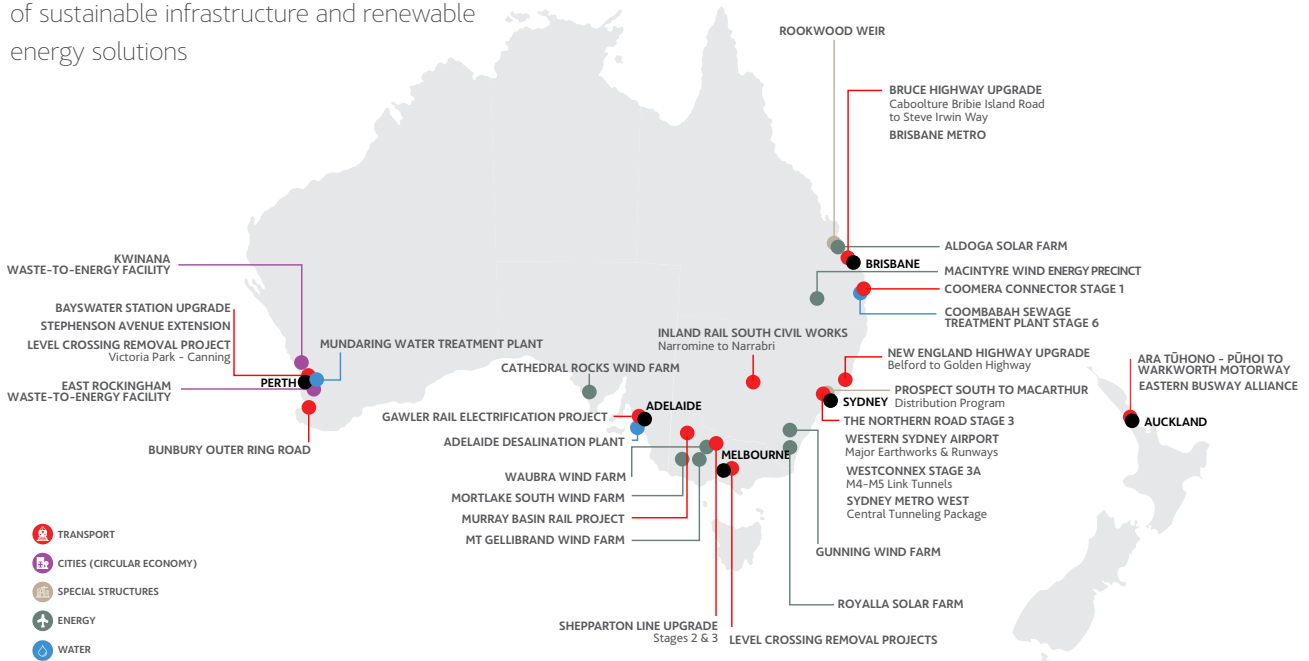 of sustainable infrastructure and renewable
energy solutions
ROOKWOOD WEIR
BRUCE HIGHWAY UPGRADE
Caboolture Bribie Island Road
to Steve Irwin Way
BRISBANE METRO
ALDOGA SOLAR FARM
BRISBANE
MACINTYRE WIND ENERGY PRECINCT
COOMERA CONNECTOR STAGE 1
COOMBABAH SEWAGE
TREATMENT PLANT STAGE 6
KWINANA
WASTE-TO-ENERGY FACILITY
BAYSWATER STATION UPGRADE
STEPHENSON AVENUE EXTENSION
LEVEL CROSSING REMOVAL PROJECT
Victoria Park - Canning
MUNDARING WATER TREATMENT PLANT
PERTH
EAST ROCKINGHAM
WASTE-TO-ENERGY FACILITY
BUNBURY OUTER RING ROAD
INLAND RAIL SOUTH CIVIL WORKS
Narromine to Narrabri
CATHEDRAL ROCKS WIND FARM
ADELAIDE
GAWLER RAIL ELECTRIFICATION PROJECT
ADELAIDE DESALINATION PLANT
MELBOURNE
WAUBRA WIND FARM
MORTLAKE SOUTH WIND FARM
MURRAY BASIN RAIL PROJECT
MT GELLIBRAND WIND FARM
NEW ENGLAND HIGHWAY UPGRADE
Belford to Golden Highway
PROSPECT SOUTH TO MACARTHUR
Distribution Program
SYDNEY
THE NORTHERN ROAD STAGE 3
WESTERN SYDNEY AIRPORT
Major Earthworks & Runways
WESTCONNEX STAGE 3A
M4-M5 Link Tunnels
SYDNEY METRO WEST
Central Tunneling Package
GUNNING WIND FARM
ROYALLA SOLAR FARM
SHEPPARTON LINE UPGRADE
Stages 2 & 3
LEVEL CROSSING REMOVAL PROJECTS
ARA TŪHONO - PŪHOI TO
WARKWORTH MOTORWAY
EASTERN BUSWAY ALLIANCE
AUCKLAND
TRANSPORT
CITIES (CIRCULAR ECONOMY)
SPECIAL STRUCTURES
ENERGY
WATER